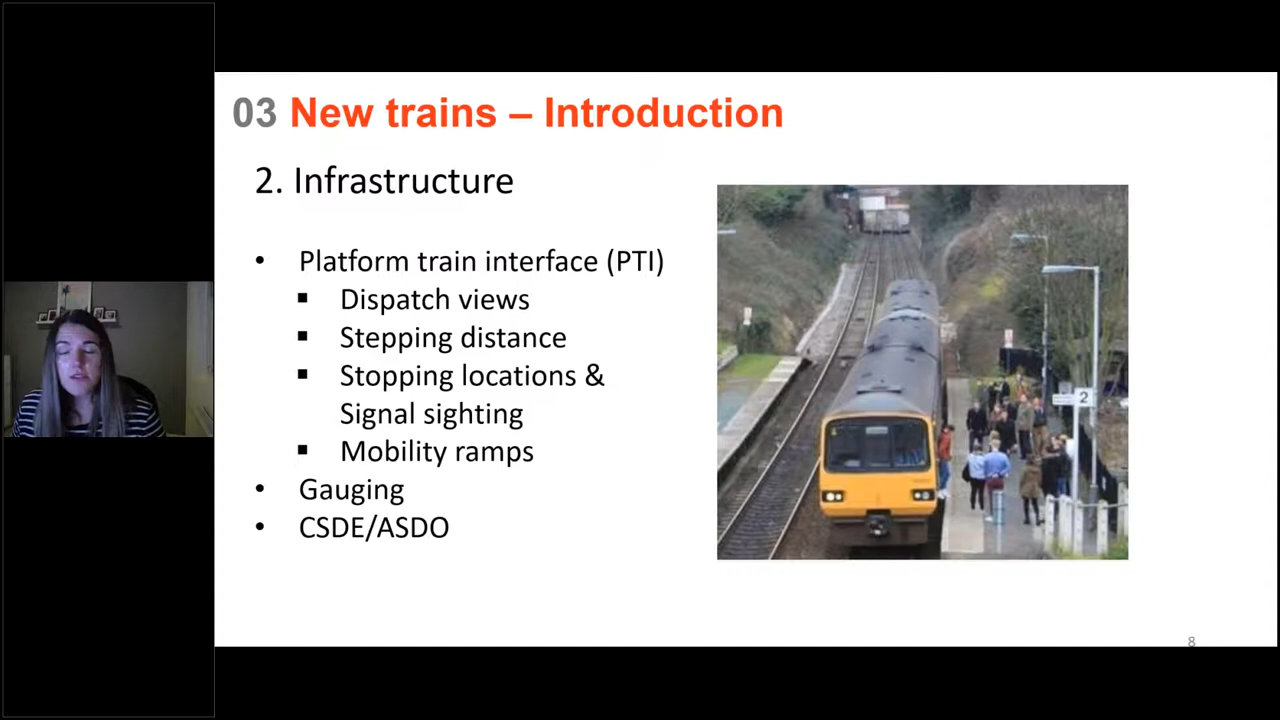 03 New trains – Introduction
2. Infrastructure
• Platform train interface (PTI)
▪ Dispatch views
▪ Stepping distance
▪ Stopping locations &
Signal sighting
▪ Mobility ramps
• Gauging
• CSDE/ASDO
2
8